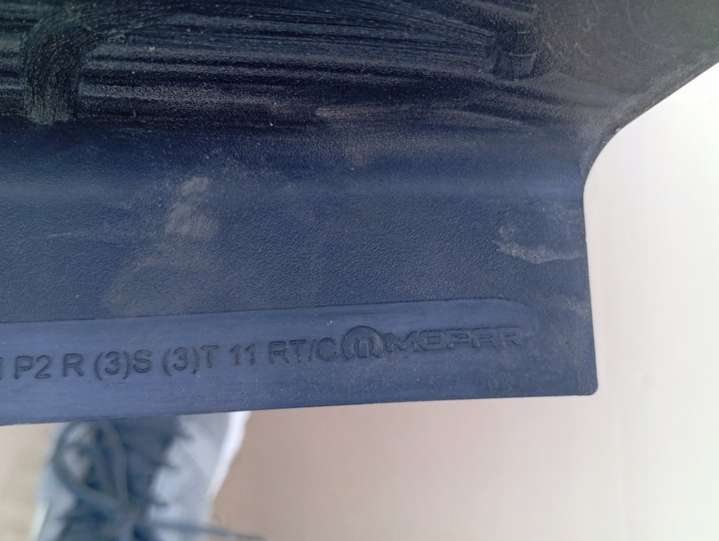 P2 R (3)S (3)T 11 RT/C MOPAR